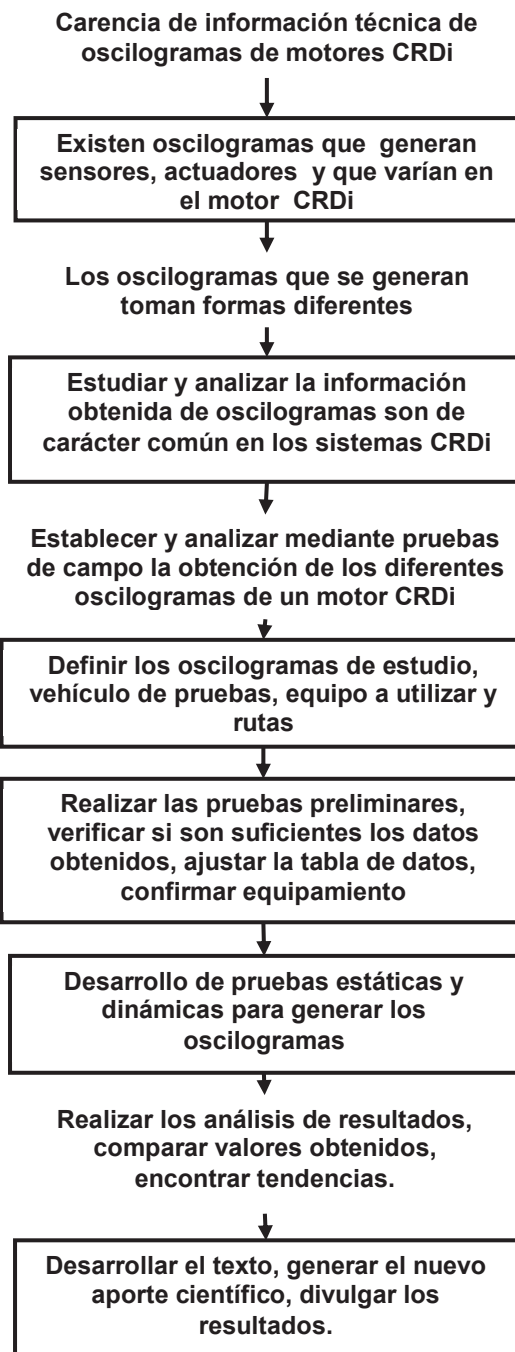 Carencia de información técnica de
oscilogramas de motores CRDi
Existen oscilogramas que generan
sensores, actuadores y que varían en
el motor CRDi
Los oscilogramas que se generan
toman formas diferentes
Estudiar y analizar la información
obtenida de oscilogramas son de
carácter común en los sistemas CRDi
Establecer y analizar mediante pruebas
de campo la obtención de los diferentes
oscilogramas de un motor CRDi
Definir los oscilogramas de estudio,
vehículo de pruebas, equipo a utilizar y
rutas
Realizar las pruebas preliminares,
verificar si son suficientes los datos
obtenidos, ajustar la tabla de datos,
confirmar equipamiento
Desarrollo de pruebas estáticas y
dinámicas para generar los
oscilogramas
Realizar los análisis de resultados,
comparar valores obtenidos,
encontrar tendencias.
Desarrollar el texto, generar el nuevo
aporte científico, divulgar los
resultados.